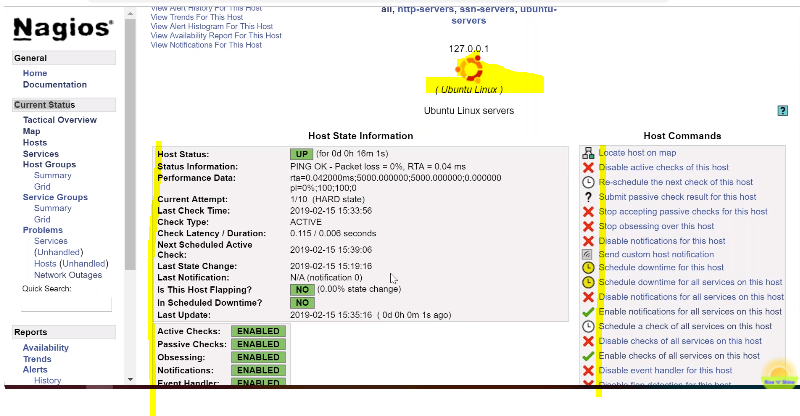 View Alert History For This Host
View Trends For This Host
View Alert Histogram For This Host
View Availability Report For This Host
View Notifications For This Host
all, http-servers, ssh-servers, ubuntu-
servers
127.0.0.1
( Ubuntu Linux )
Ubuntu Linux servers
?
Nagios®
General
Home
Documentation
Current Status
Tactical Overview
Map
Hosts
Services
Host Groups
Summary
Grid
Service Groups
Summary
Grid
Problems
Services
(Unhandled)
Hosts (Unhandled)
Network Outages
Quick Search:
Reports
Availability
Trends
Alerts
History
Host State Information
Host Status: UP (for 0d 0h 16m 1s)
Status Information: PING OK - Packet loss = 0%, RTA = 0.04 ms
Performance Data: rta=0.042000ms;5000.000000;5000.000000;0.000000
pl=0%;100;100;0
Current Attempt: 1/10 (HARD state)
Last Check Time: 2019-02-15 15:33:56
Check Type: ACTIVE
Check Latency / Duration: 0.115 / 0.006 seconds
Next Scheduled Active
Check: 2019-02-15 15:39:06
Last State Change: 2019-02-15 15:19:16
Last Notification: N/A (notification 0)
Is This Host Flapping? NO (0.00% state change)
In Scheduled Downtime? NO
Last Update: 2019-02-15 15:35:16 ( 0d 0h 0m 1s ago)
Active Checks: ENABLED
Passive Checks: ENABLED
Obsessing: ENABLED
Notifications: ENABLED
Event Handler: ENABLED
Host Commands
Locate host on map
Disable active checks of this host
Re-schedule the next check of this host
? Submit passive check result for this host
Stop accepting passive checks for this host
Stop obsessing over this host
Disable notifications for this host
Send custom host notification
Schedule downtime for this host
Schedule downtime for all services on this host
Disable notifications for all services on this host
Enable notifications for all services on this host
Schedule a check of all services on this host
Disable checks of all services on this host
Enable checks of all services on this host
Disable event handler for this host
Disable flap detection for this host